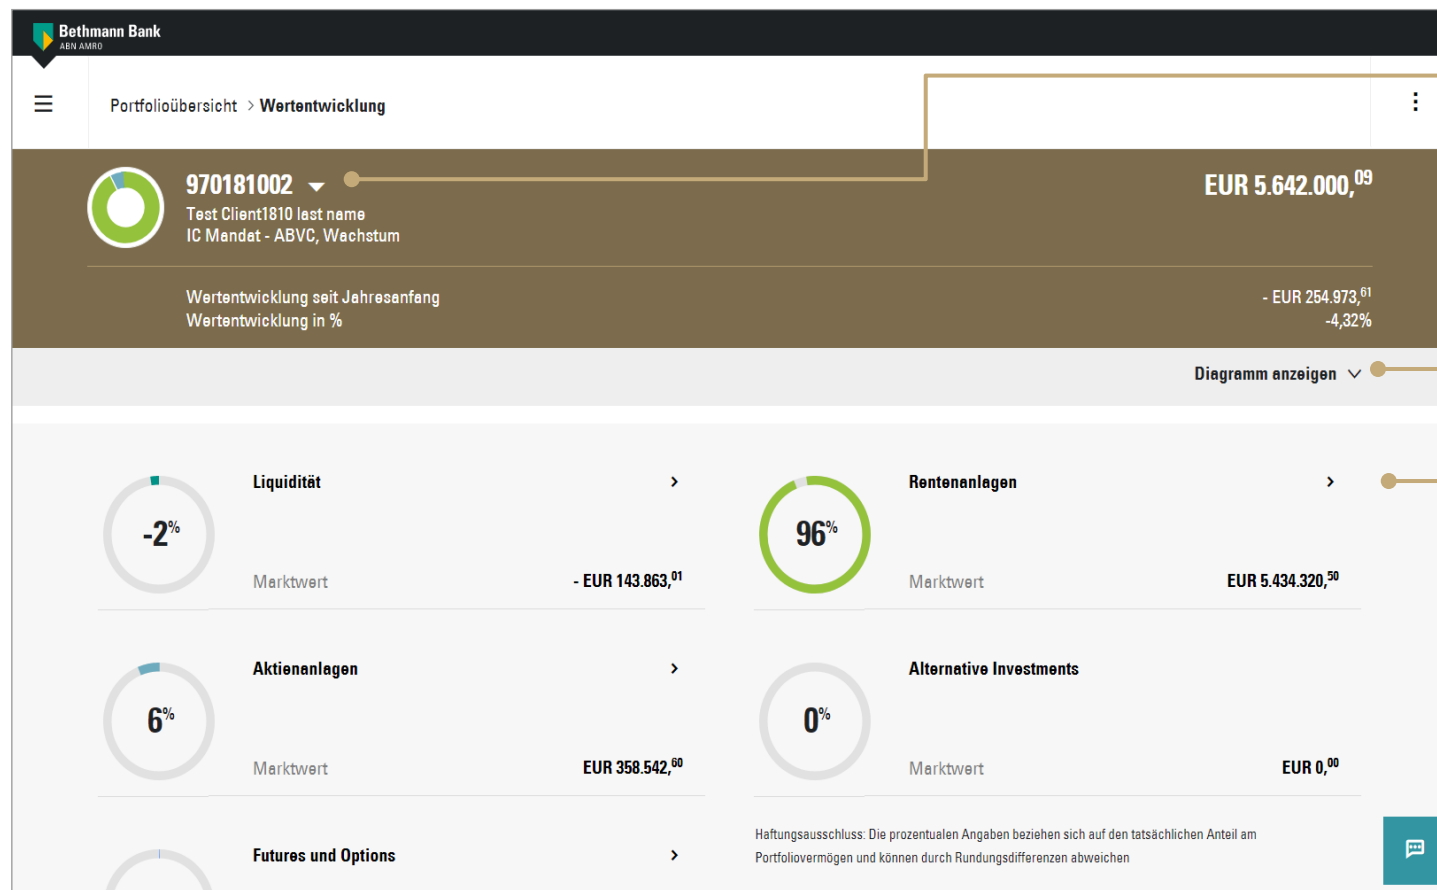 Bethmann Bank
ABN AMRO
Portfolioübersicht > Wertentwicklung
970181002
EUR 5.642.000,09
Test Client1810 last name
IC Mandat - ABVC, Wachstum
Wertentwicklung seit Jahresanfang
- EUR 254.973,61
Wertentwicklung in %
-4,32%
Diagramm anzeigen
Liquidität
-2%
Marktwert
- EUR 143.863,01
Rentenanlagen
96%
Marktwert
EUR 5.434.320,50
Aktienanlagen
6%
Marktwert
EUR 358.542,60
Alternative Investments
0%
Marktwert
EUR 0,00
Futures und Options
Haftungsausschluss: Die prozentualen Angaben beziehen sich auf den tatsächlichen Anteil am
Portfoliovermögen und können durch Rundungsdifferenzen abweichen